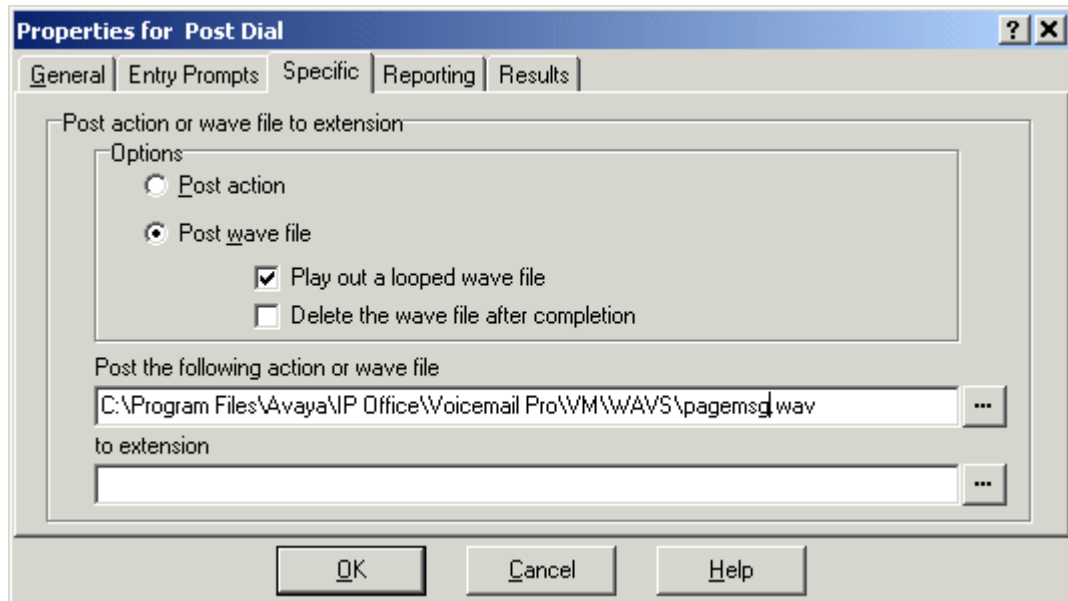 Properties for Post Dial
General Entry Prompts Specific Reporting Results
Post action or wave file to extension
Options
Post action
Post wave file
Play out a looped wave file
Delete the wave file after completion
Post the following action or wave file
C:\Program Files\Avaya\IP Office\Voicemail Pro\VM\WAVS\pagemsg.wav
...
to extension
...
OK Cancel Help